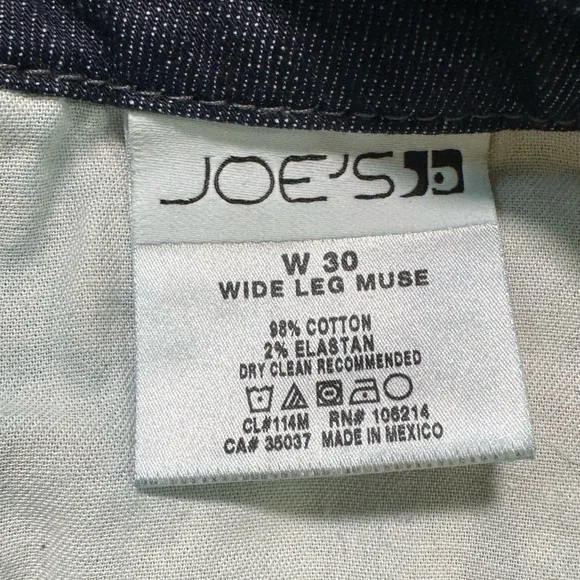 JOE'S
W 30
WIDE LEG MUSE
98% COTTON
2% ELASTAN
DRY CLEAN RECOMMENDED
CL#114M RN# 106214
CA# 35037 MADE IN MEXICO